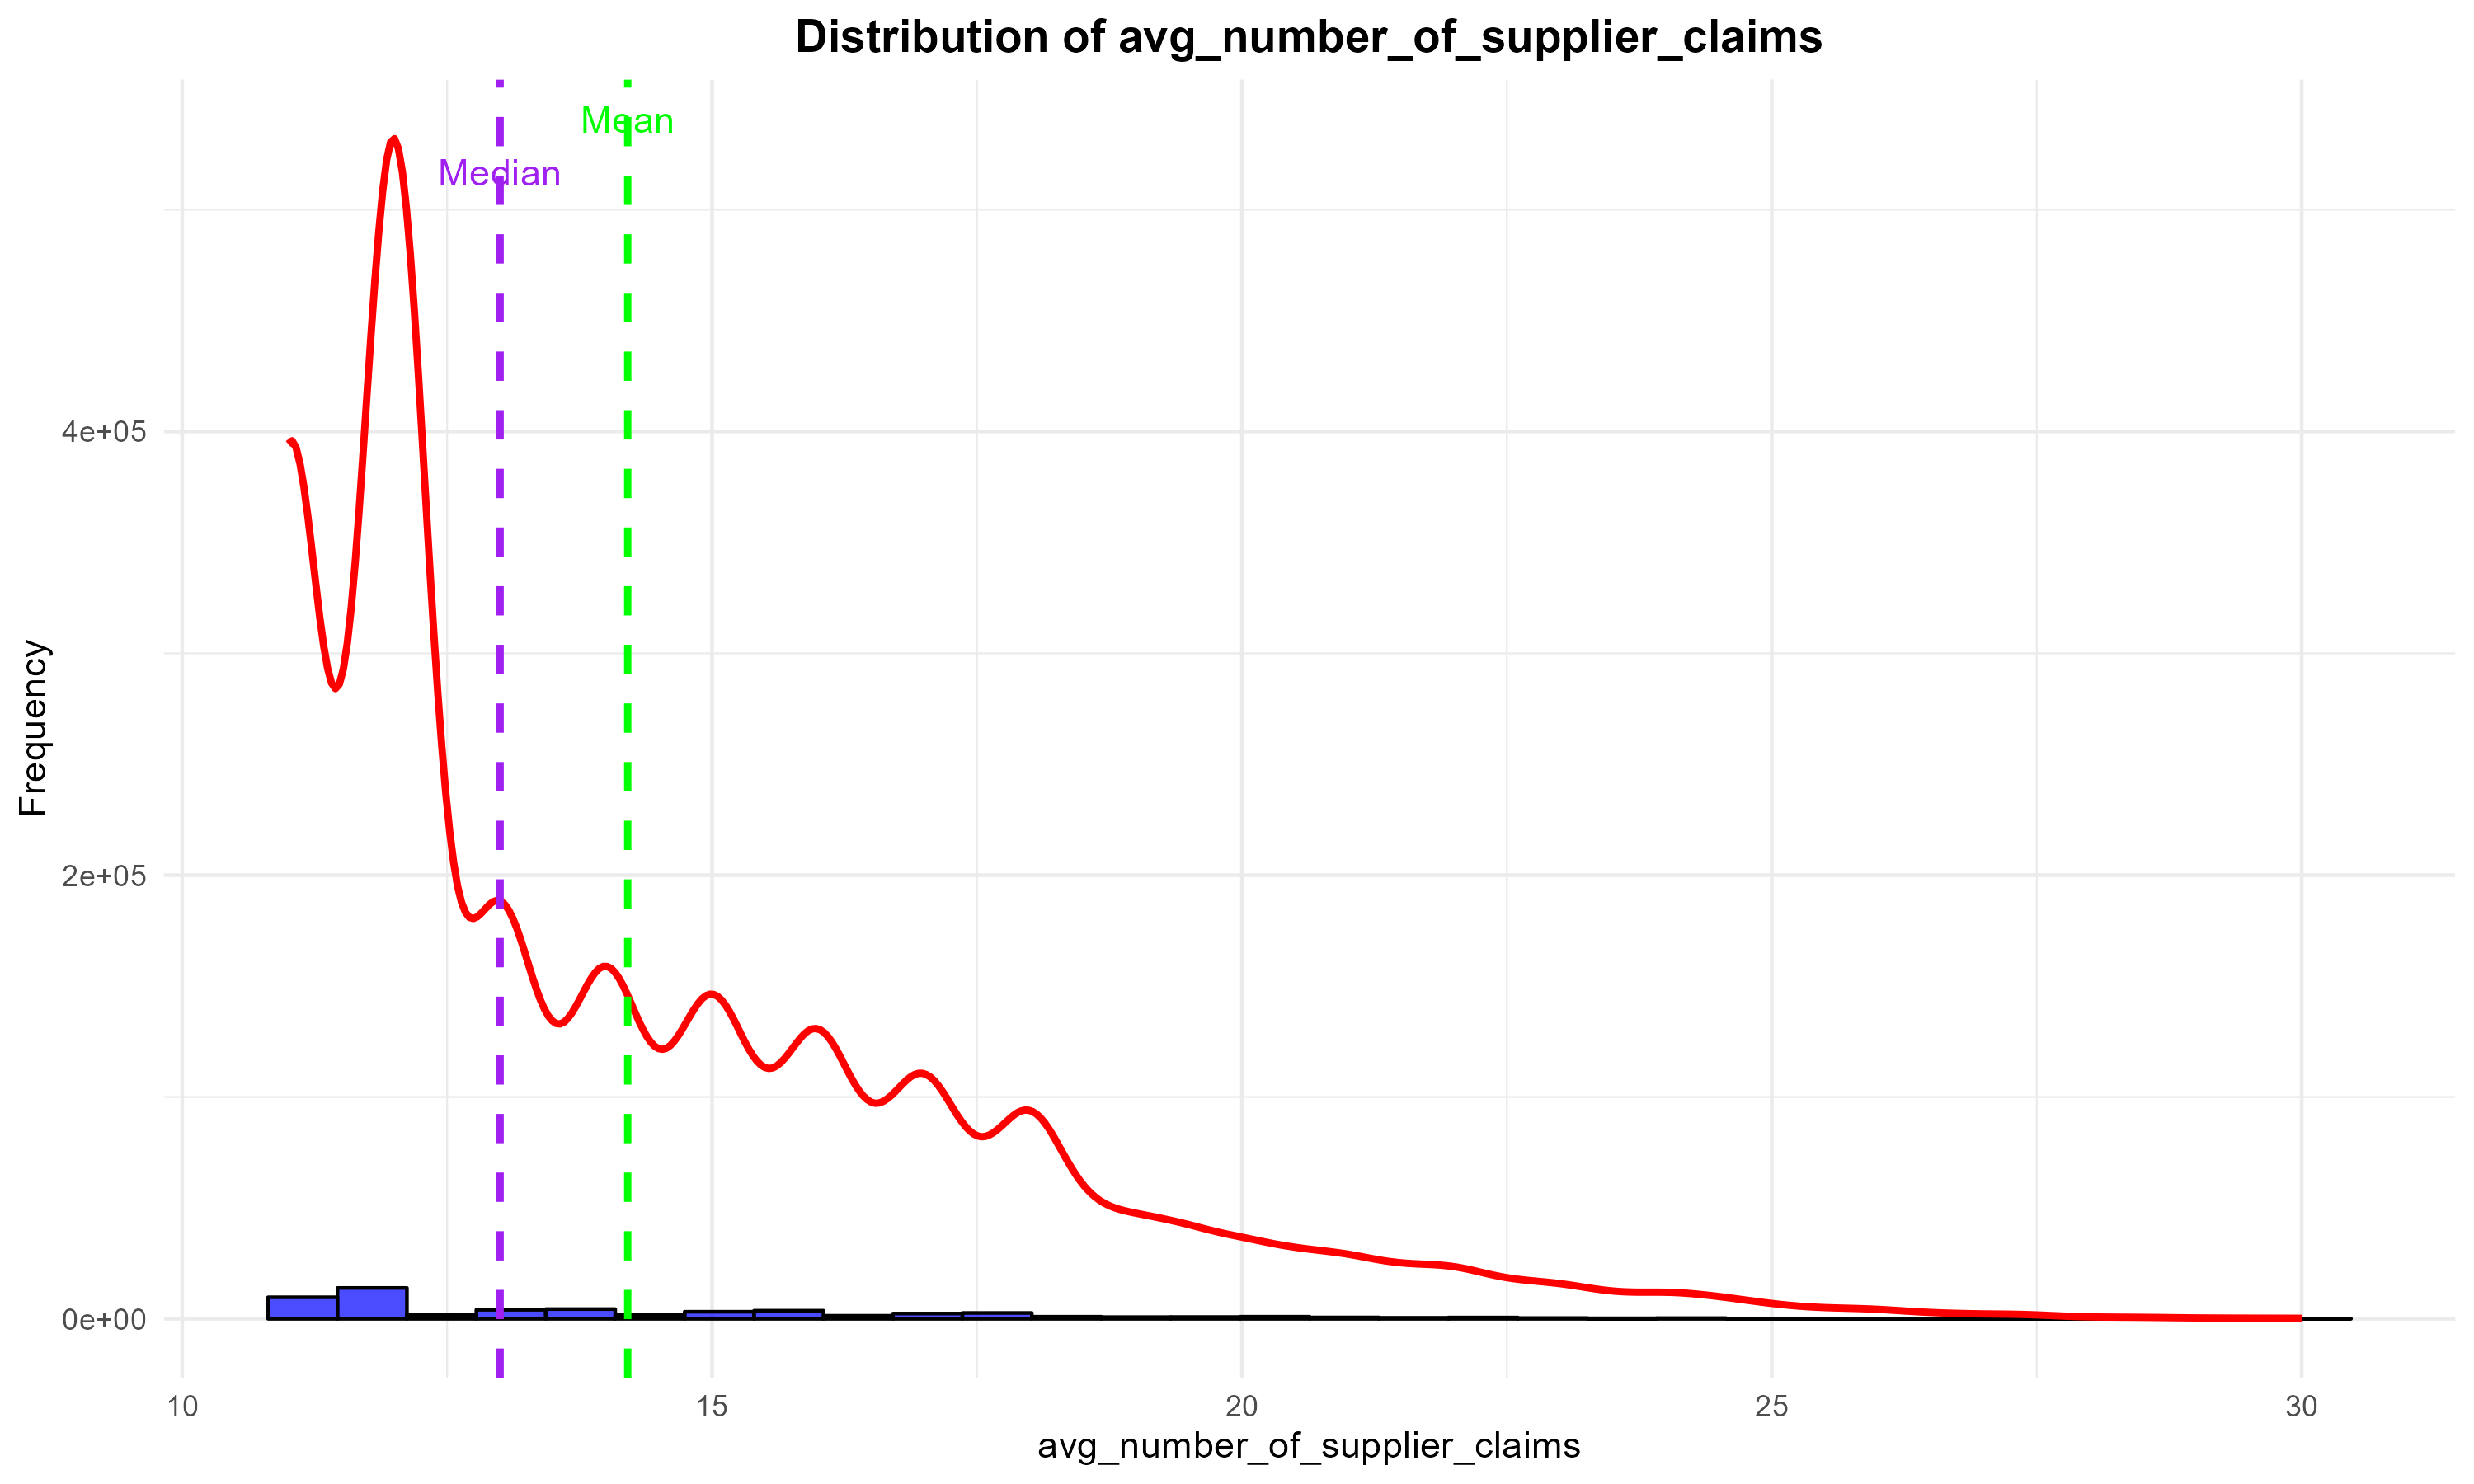 Distribution of avg_number_of_supplier_claims
Mean
Median
4e+05
2e+05
0e+00
Frequency
10 15 20 25 30
avg_number_of_supplier_claims